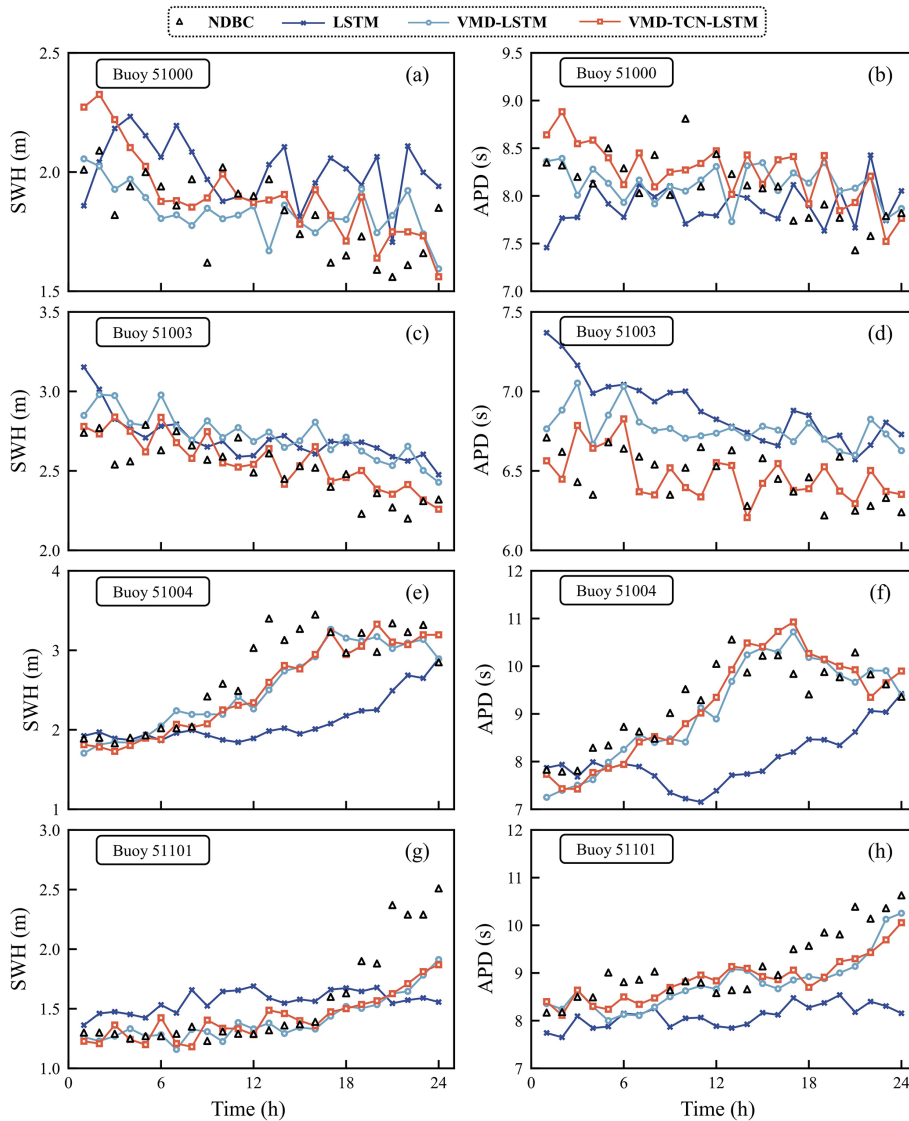 NDBC LSTM VMD-LSTM VMD-TCN-LSTM
2.5 Buoy 51000 (a) 9.5 Buoy 51000 (b)
9.0
SWH (m) 2.0 APD (s) 8.5
8.0
7.5
1.5 7.0
3.5 Buoy 51003 (c) 7.5 Buoy 51003 (d)
SWH (m) 3.0 APD (s) 7.0
2.5 6.5
2.0 6.0
4 Buoy 51004 (e) 12 Buoy 51004 (f)
11
SWH (m) 3 APD (s) 10
9
2 8
1 7
3.0 Buoy 51101 (g) 12 Buoy 51101 (h)
2.5 11
SWH (m) 2.0 APD (s) 10
9
1.5 8
1.0 7
0 6 12 18 24 0 6 12 18 24
Time (h) Time (h)